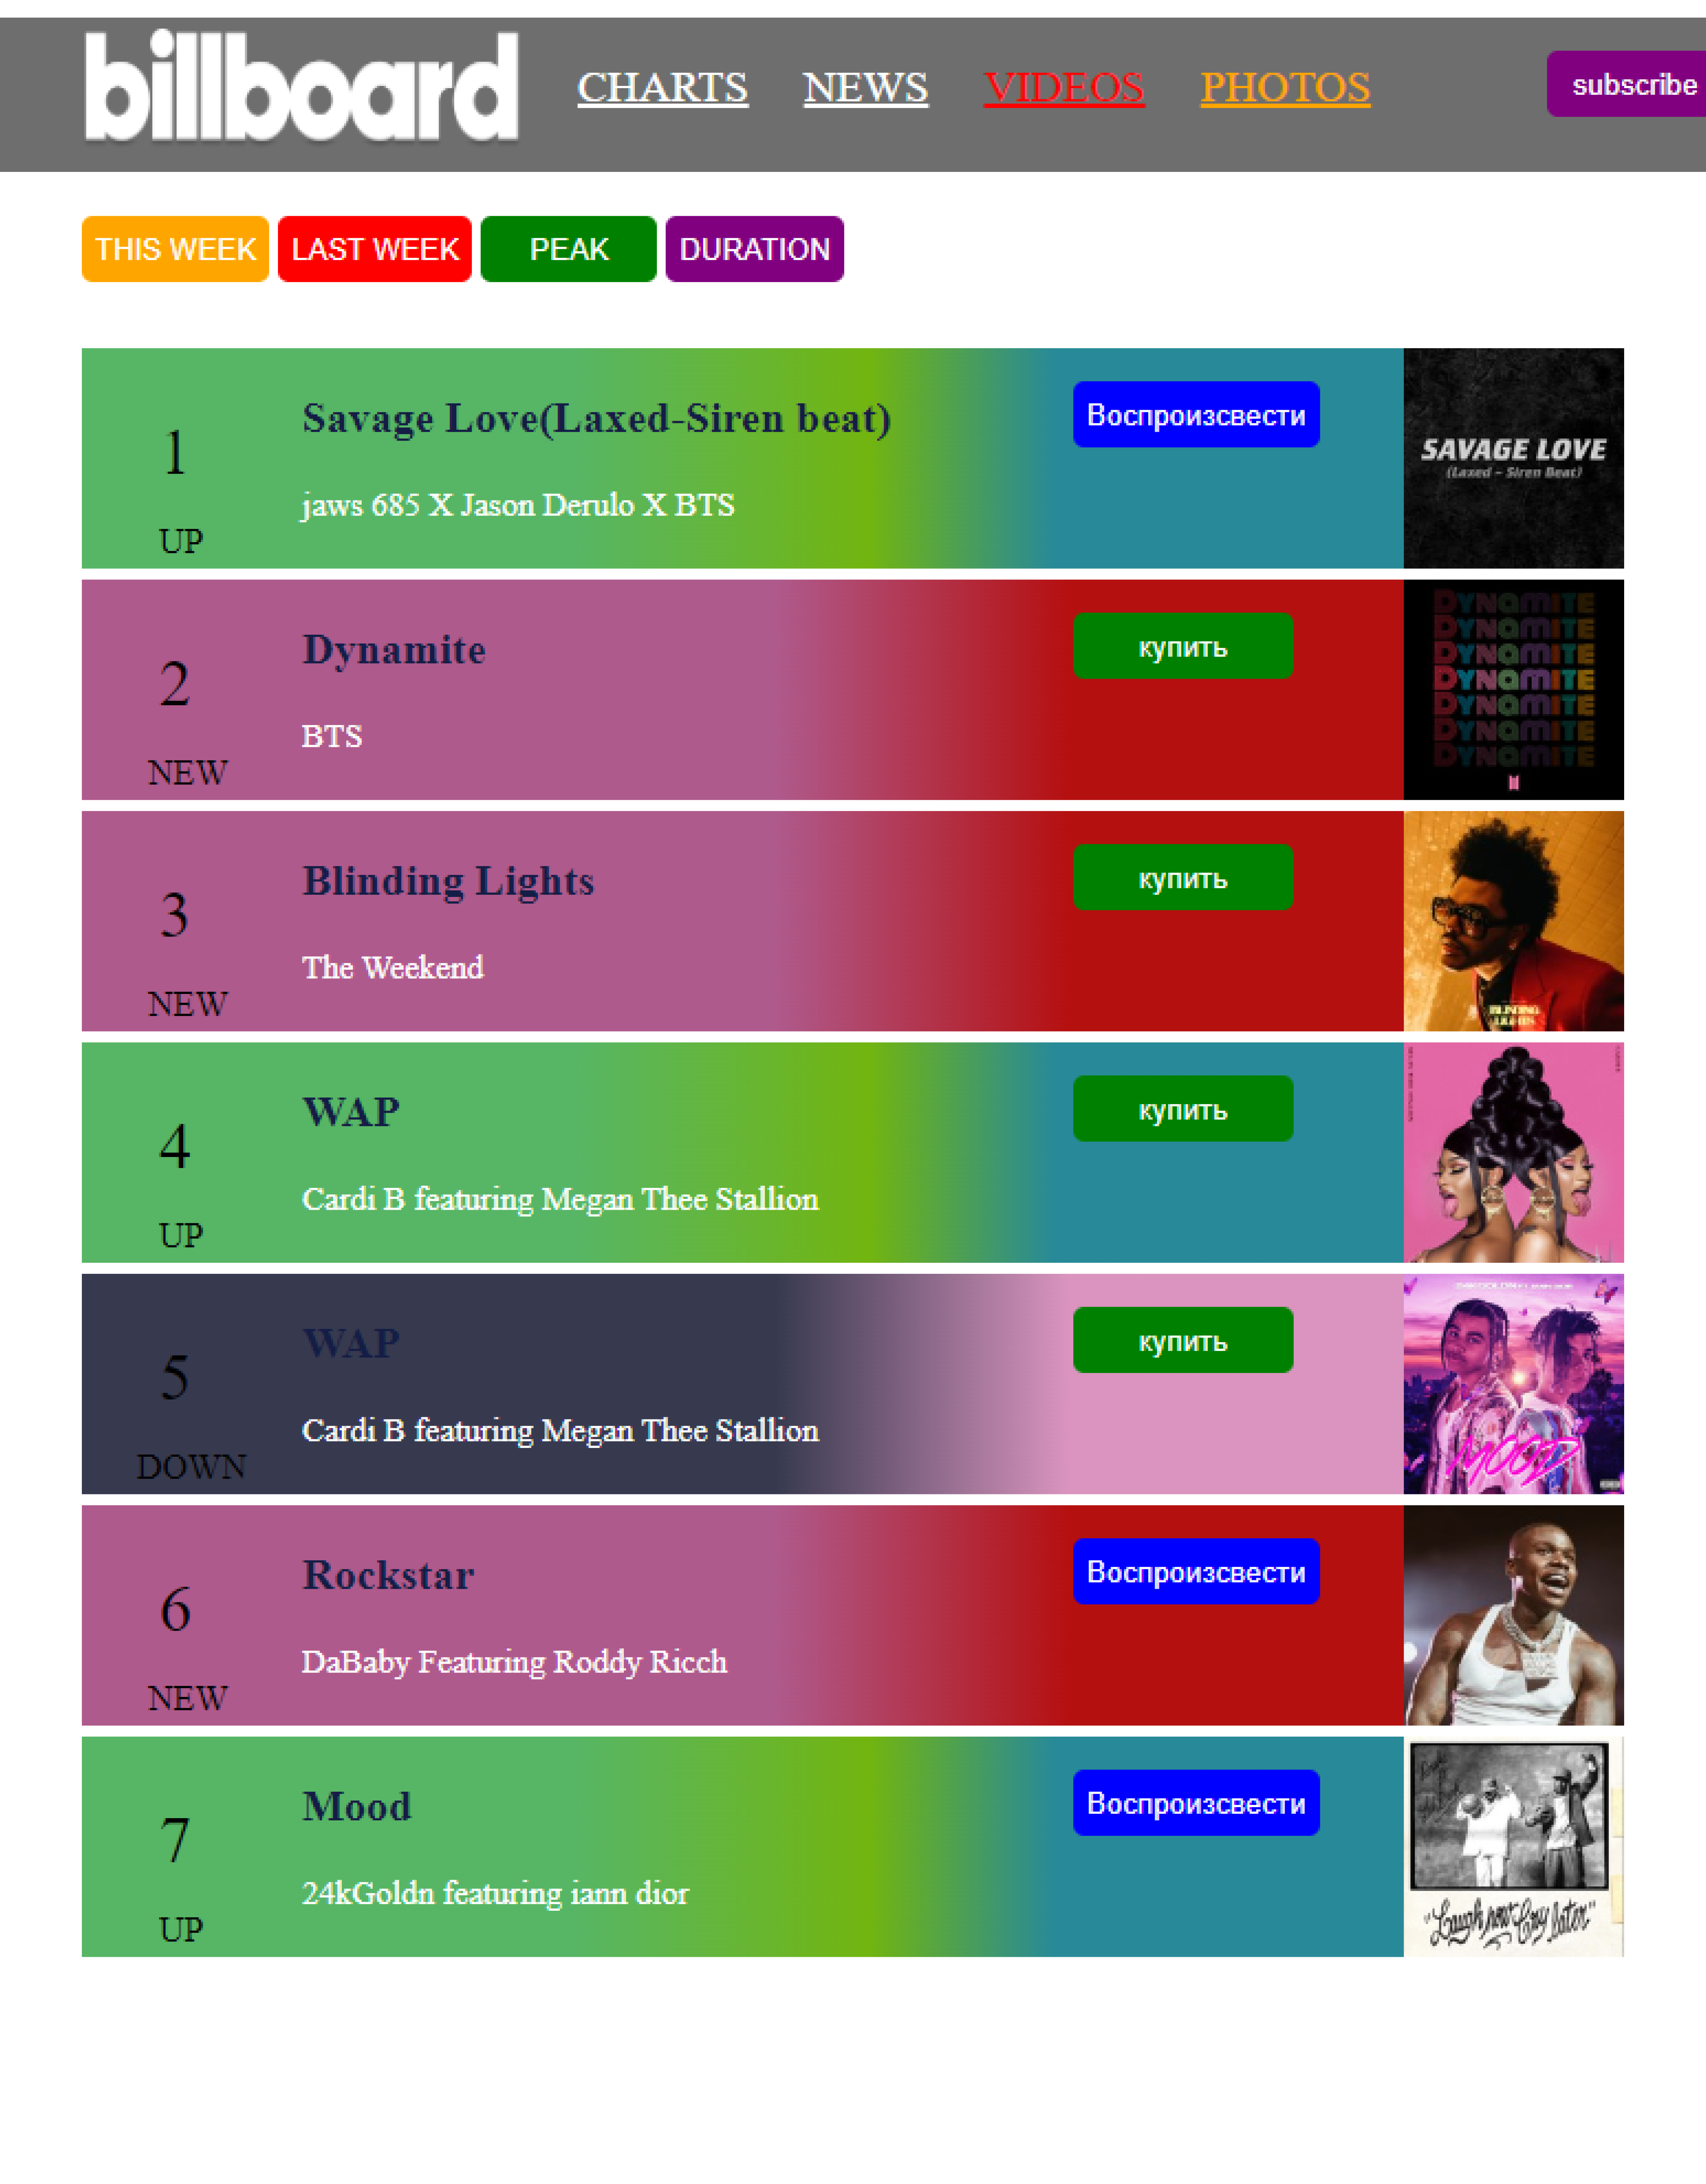 billboard CHARTS NEWS VIDEOS PHOTOS subscribe
THIS WEEK LAST WEEK PEAK DURATION
Savage Love(Laxed-Siren beat)
Воспроизсвести
1
jaws 685 X Jason Derulo X BTS
UP
SAVAGE LOVE
(Laxed – Siren Beat)
Dynamite
купить
2
BTS
NEW
DYNAMITE
DYNAMITE
DYNAMITE
DYNAMITE
DYNAMITE
DYNAMITE
DYNAMITE
Blinding Lights
купить
3
The Weekend
NEW
BLINDING
LIGHTS
WAP
купить
4
Cardi B featuring Megan Thee Stallion
UP
WAP
купить
5
Cardi B featuring Megan Thee Stallion
DOWN
MOOD
Rockstar
Воспроизсвести
6
DaBaby Featuring Roddy Ricch
NEW
Mood
Воспроизсвести
7
24kGoldn featuring iann dior
UP
"Laugh now Cry later"